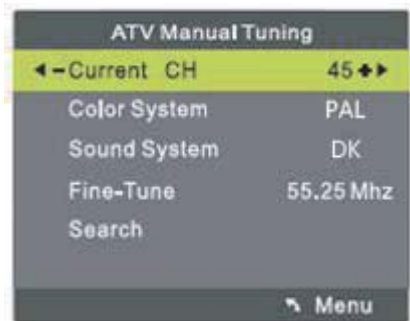 ATV Manual Tuning
Current CH 45
Color System PAL
Sound System DK
Fine-Tune 55.25 Mhz
Search
Menu